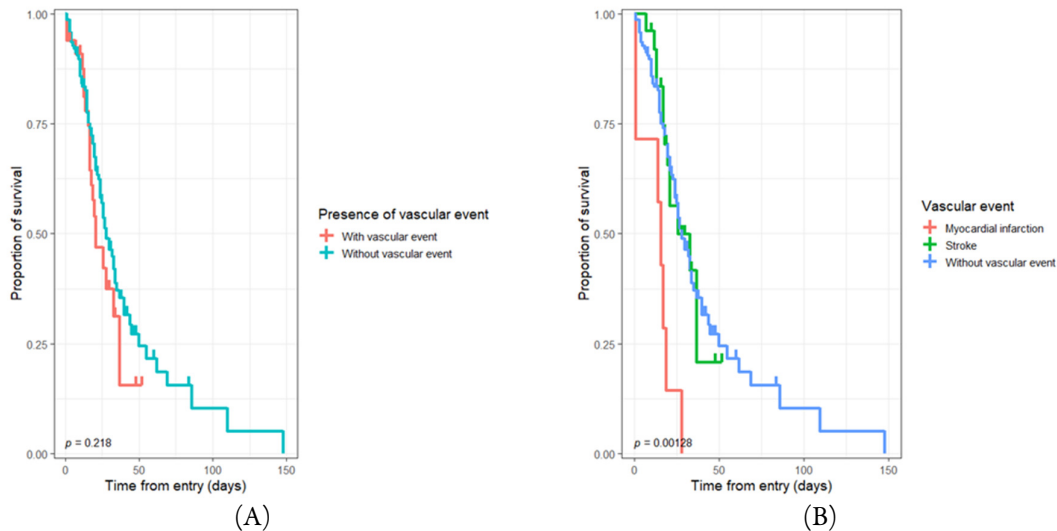 1.00
0.75
0.50
0.25
0.00
Proportion of survival
p = 0.218
0
50
100
150
Time from entry (days)
Presence of vascular event
With vascular event
Without vascular event
(A)
1.00
0.75
0.50
0.25
0.00
Proportion of survival
p = 0.00128
0
50
100
150
Time from entry (days)
Vascular event
Myocardial infarction
Stroke
Without vascular event
(B)